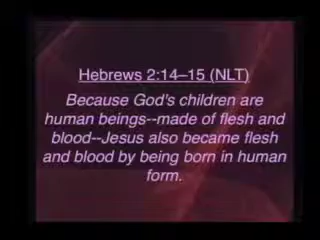 Hebrews 2:14–15 (NLT)
Because God's children are
human beings--made of flesh and
blood--Jesus also became flesh
and blood by being born in human
form.